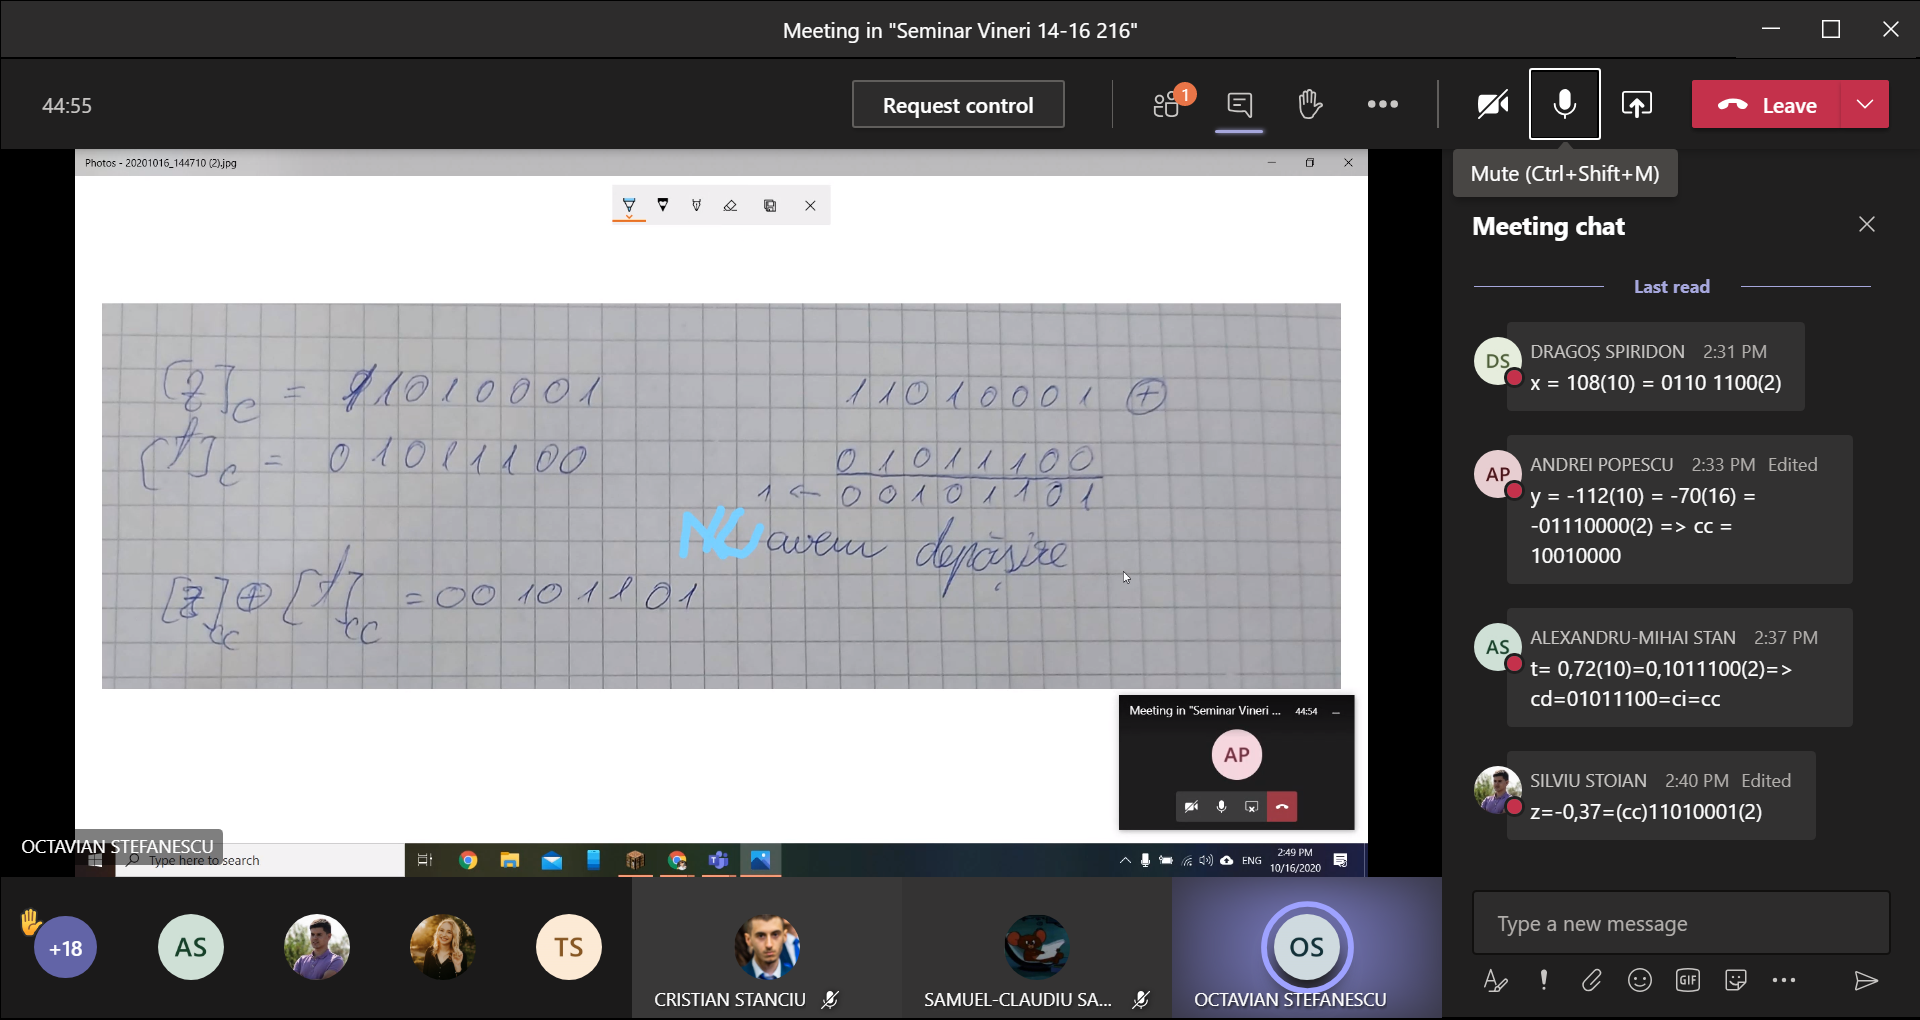 Meeting in "Seminar Vineri 14-16 216"
44:55
Request control
1
Leave
Mute (Ctrl+Shift+M)
Photos - 20201016_144710 (2).jpg
[z]c = 11010001
[t]c = 01011100
11010001 ⊕
01011100
1 ← 00101101
NU avem depășire
[z]cc ⊕ [t]cc = 00101101
Meeting in "Seminar Vineri ... 44:54
AP
OCTAVIAN STEFANESCU
Type here to search
ENG
2:49 PM
10/16/2020
Meeting chat
Last read
DS
DRAGOȘ SPIRIDON 2:31 PM
x = 108(10) = 0110 1100(2)
AP
ANDREI POPESCU 2:33 PM Edited
y = -112(10) = -70(16) =
-01110000(2) => cc =
10010000
AS
ALEXANDRU-MIHAI STAN 2:37 PM
t= 0,72(10)=0,1011100(2)=>
cd=01011100=ci=cc
SILVIU STOIAN 2:40 PM Edited
z=-0,37=(cc)11010001(2)
Type a new message
GIF
+18
AS
TS
CRISTIAN STANCIU
SAMUEL-CLAUDIU SA...
OS
OCTAVIAN STEFANESCU